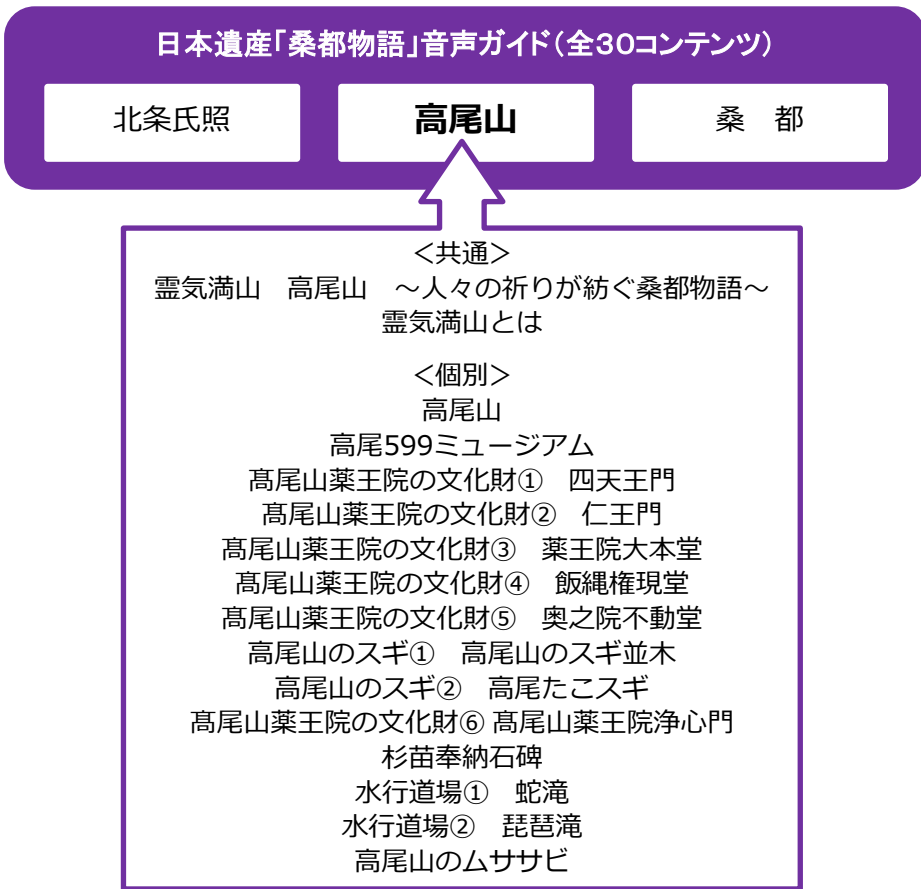 日本遺産「桑都物語」音声ガイド（全３０コンテンツ）
北条氏照　高尾山　桑　都
＜共通＞
霊気満山　高尾山　～人々の祈りが紡ぐ桑都物語～
霊気満山とは
＜個別＞
高尾山
高尾599ミュージアム
髙尾山薬王院の文化財①　四天王門
髙尾山薬王院の文化財②　仁王門
髙尾山薬王院の文化財③　薬王院大本堂
髙尾山薬王院の文化財④　飯縄権現堂
髙尾山薬王院の文化財⑤　奥之院不動堂
高尾山のスギ①　高尾山のスギ並木
高尾山のスギ②　高尾たこスギ
髙尾山薬王院の文化財⑥ 髙尾山薬王院浄心門
杉苗奉納石碑
水行道場①　蛇滝
水行道場②　琵琶滝
高尾山のムササビ